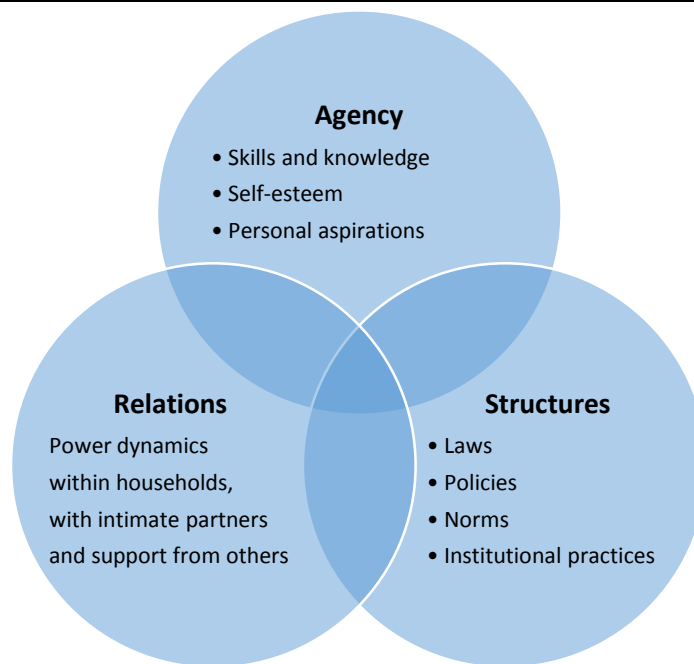 Agency
• Skills and knowledge
• Self-esteem
• Personal aspirations
Relations
Power dynamics
within households,
with intimate partners
and support from others
Structures
• Laws
• Policies
• Norms
• Institutional practices